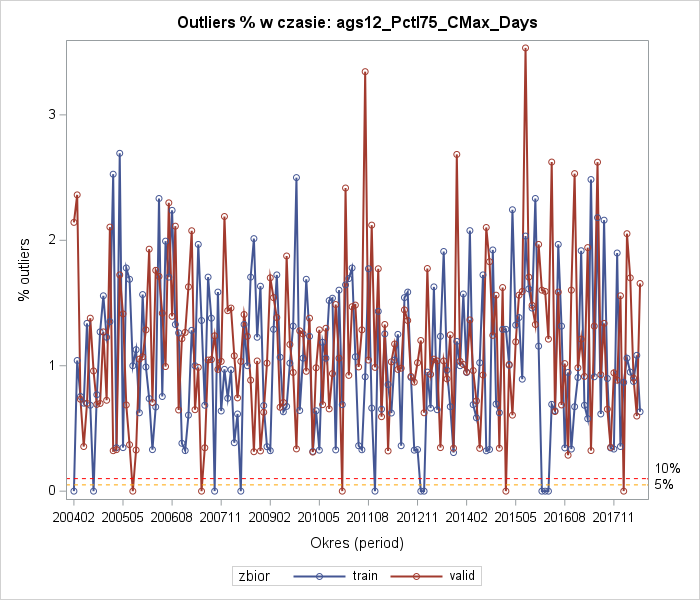 Outliers % w czasie: ags12_Pctl75_CMax_Days
% outliers
3
2
1
0
10%
5%
200402 200505 200608 200711 200902 201005 201108 201211 201402 201505 201608 201711
Okres (period)
zbior train valid